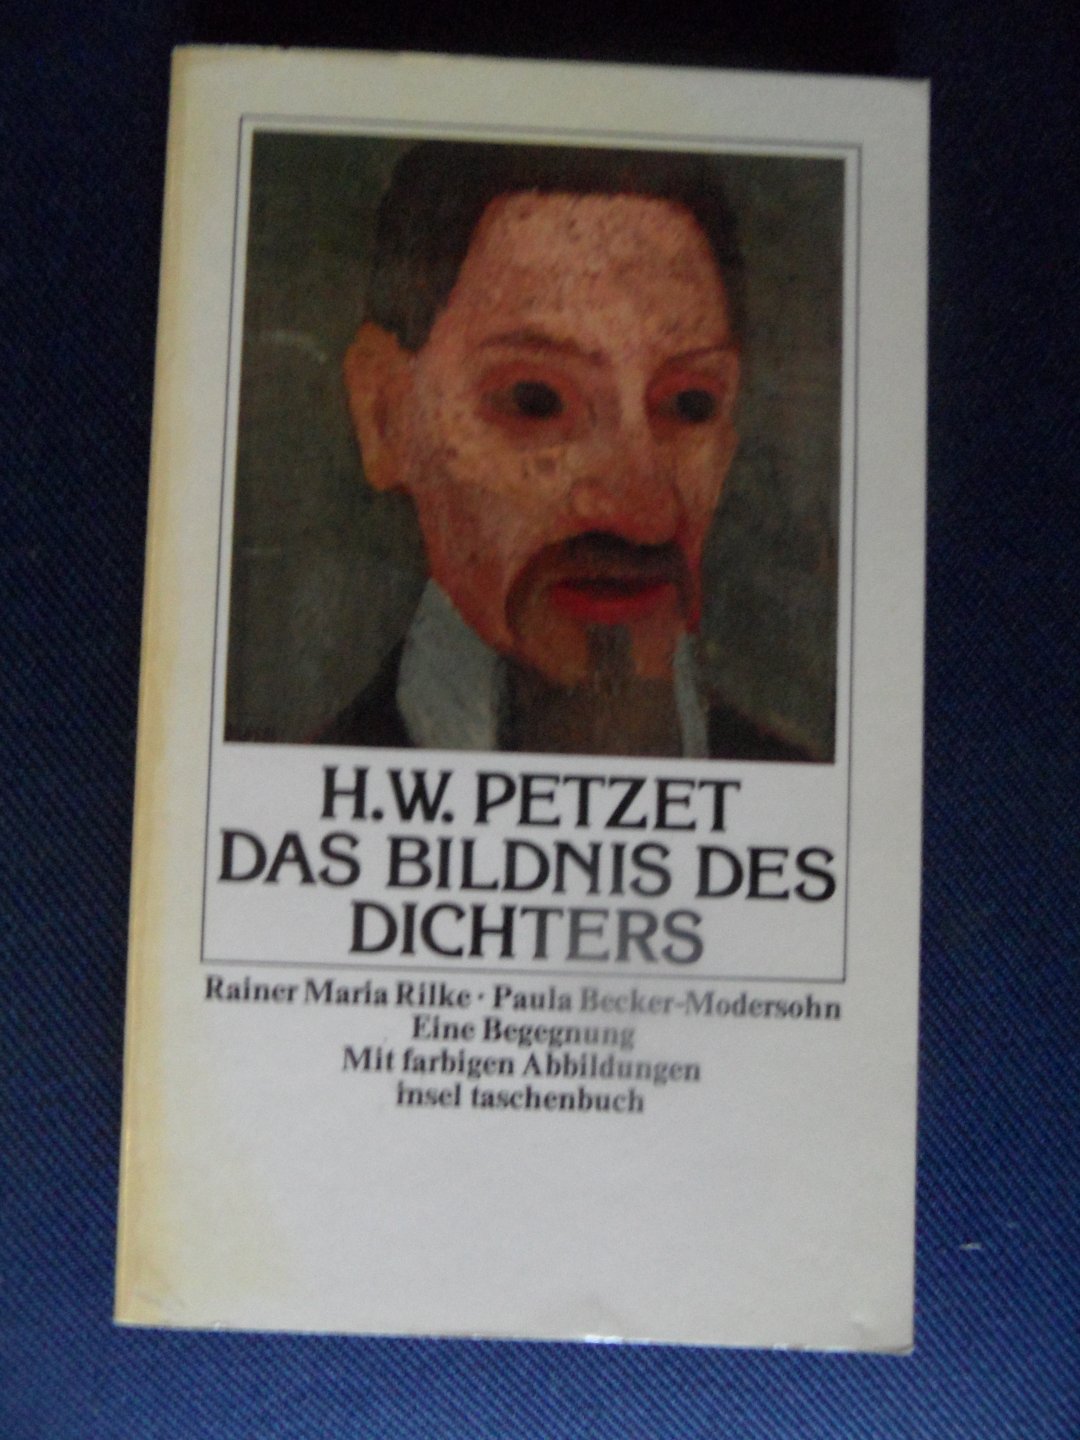 H.W. PETZET
DAS BILDNIS DES
DICHTERS
Rainer Maria Rilke · Paula Becker-Modersohn
Eine Begegnung
Mit farbigen Abbildungen
insel taschenbuch